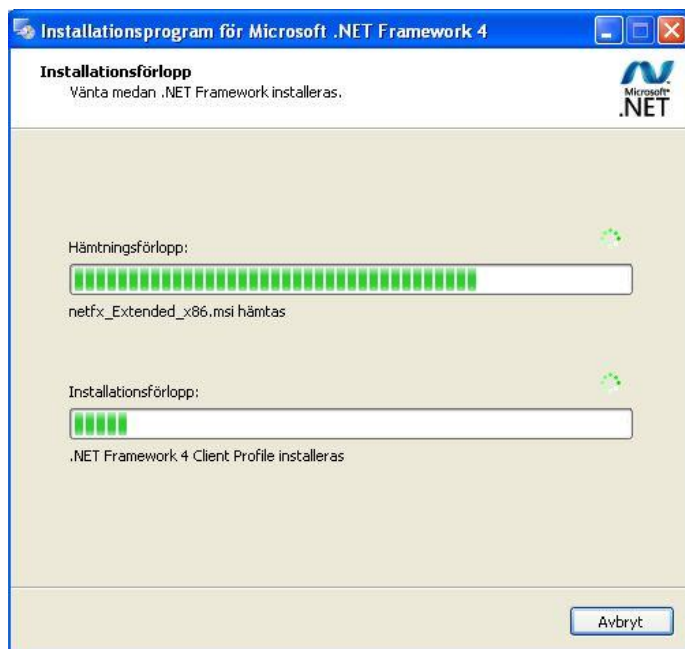 Installationsprogram för Microsoft .NET Framework 4
Installationsförlopp
Vänta medan .NET Framework installeras.
Microsoft®
.NET
Hämtningsförlopp:
netfx_Extended_x86.msi hämtas
Installationsförlopp:
.NET Framework 4 Client Profile installeras
Avbryt